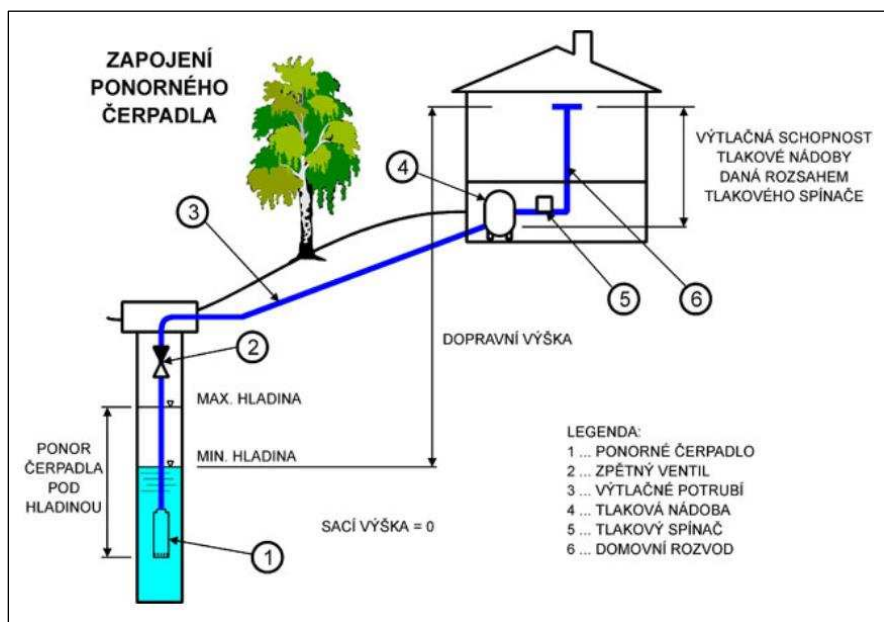 ZAPOJENÍ
PONORNÉHO
ČERPADLA
4
VÝTLAČNÁ SCHOPNOST
TLAKOVÉ NÁDOBY
DANÁ ROZSAHEM
TLAKOVÉHO SPÍNAČE
3
5
6
2
DOPRAVNÍ VÝŠKA
MAX. HLADINA
MIN. HLADINA
PONOR
ČERPADLA
POD
HLADINOU
SACÍ VÝŠKA = 0
1
LEGENDA:
1 ... PONORNÉ ČERPADLO
2 ... ZPĚTNÝ VENTIL
3 ... VÝTLAČNÉ POTRUBÍ
4 ... TLAKOVÁ NÁDOBA
5 ... TLAKOVÝ SPÍNAČ
6 ... DOMOVNÍ ROZVOD